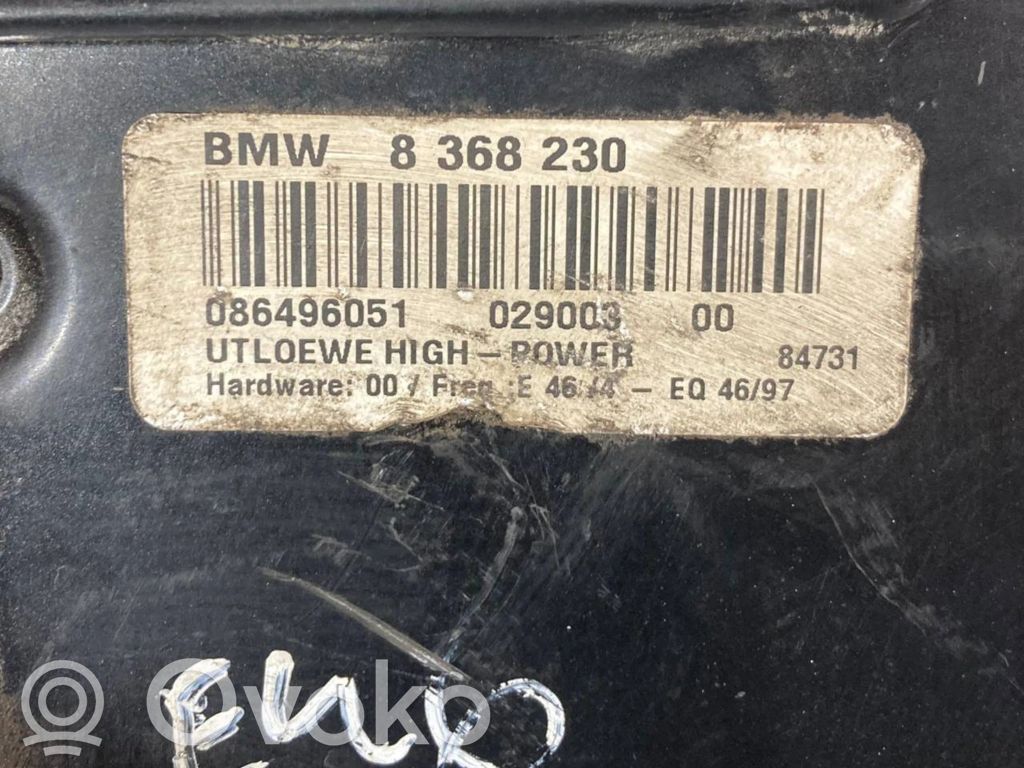 BMW 8 368 230
086496051 029003 00
UTLOEWE HIGH-POWER 84731
Hardware: 00 / Freq.:E 46/4 - EQ 46/97
Ovoko